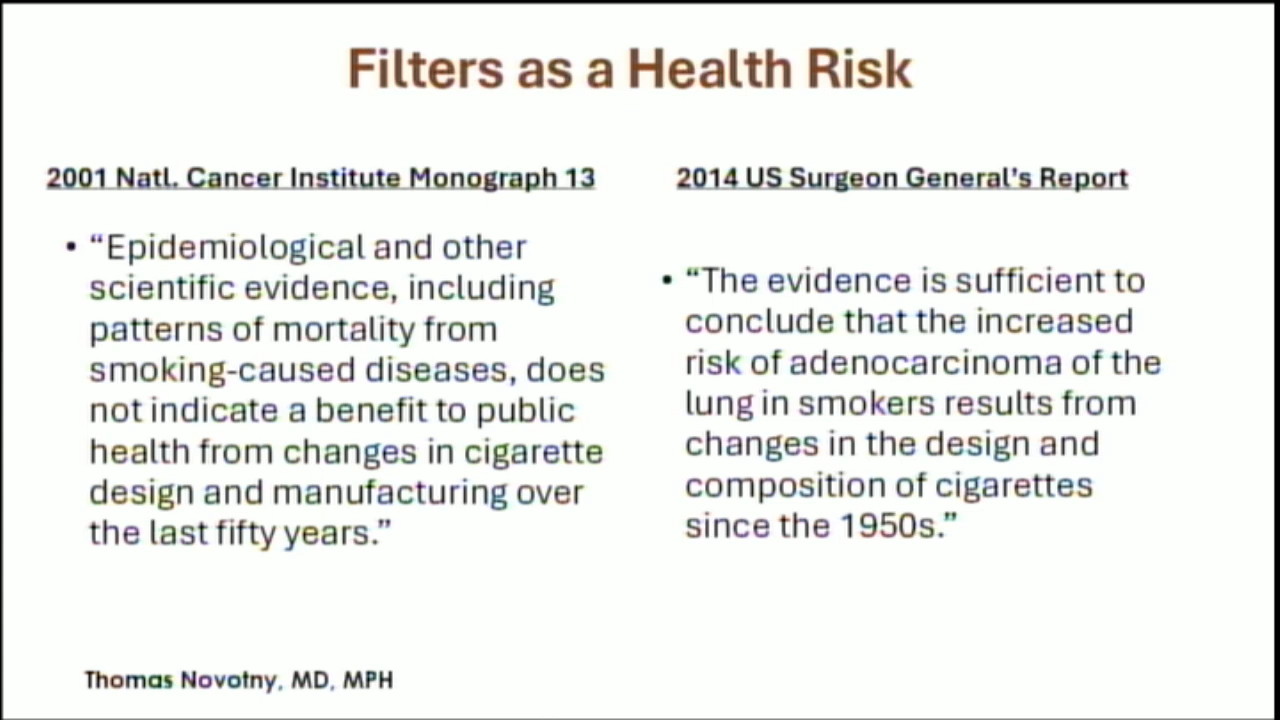 Filters as a Health Risk
2001 Natl. Cancer Institute Monograph 13
• “Epidemiological and other
scientific evidence, including
patterns of mortality from
smoking-caused diseases, does
not indicate a benefit to public
health from changes in cigarette
design and manufacturing over
the last fifty years.”
2014 US Surgeon General’s Report
• “The evidence is sufficient to
conclude that the increased
risk of adenocarcinoma of the
lung in smokers results from
changes in the design and
composition of cigarettes
since the 1950s.”
Thomas Novotny, MD, MPH